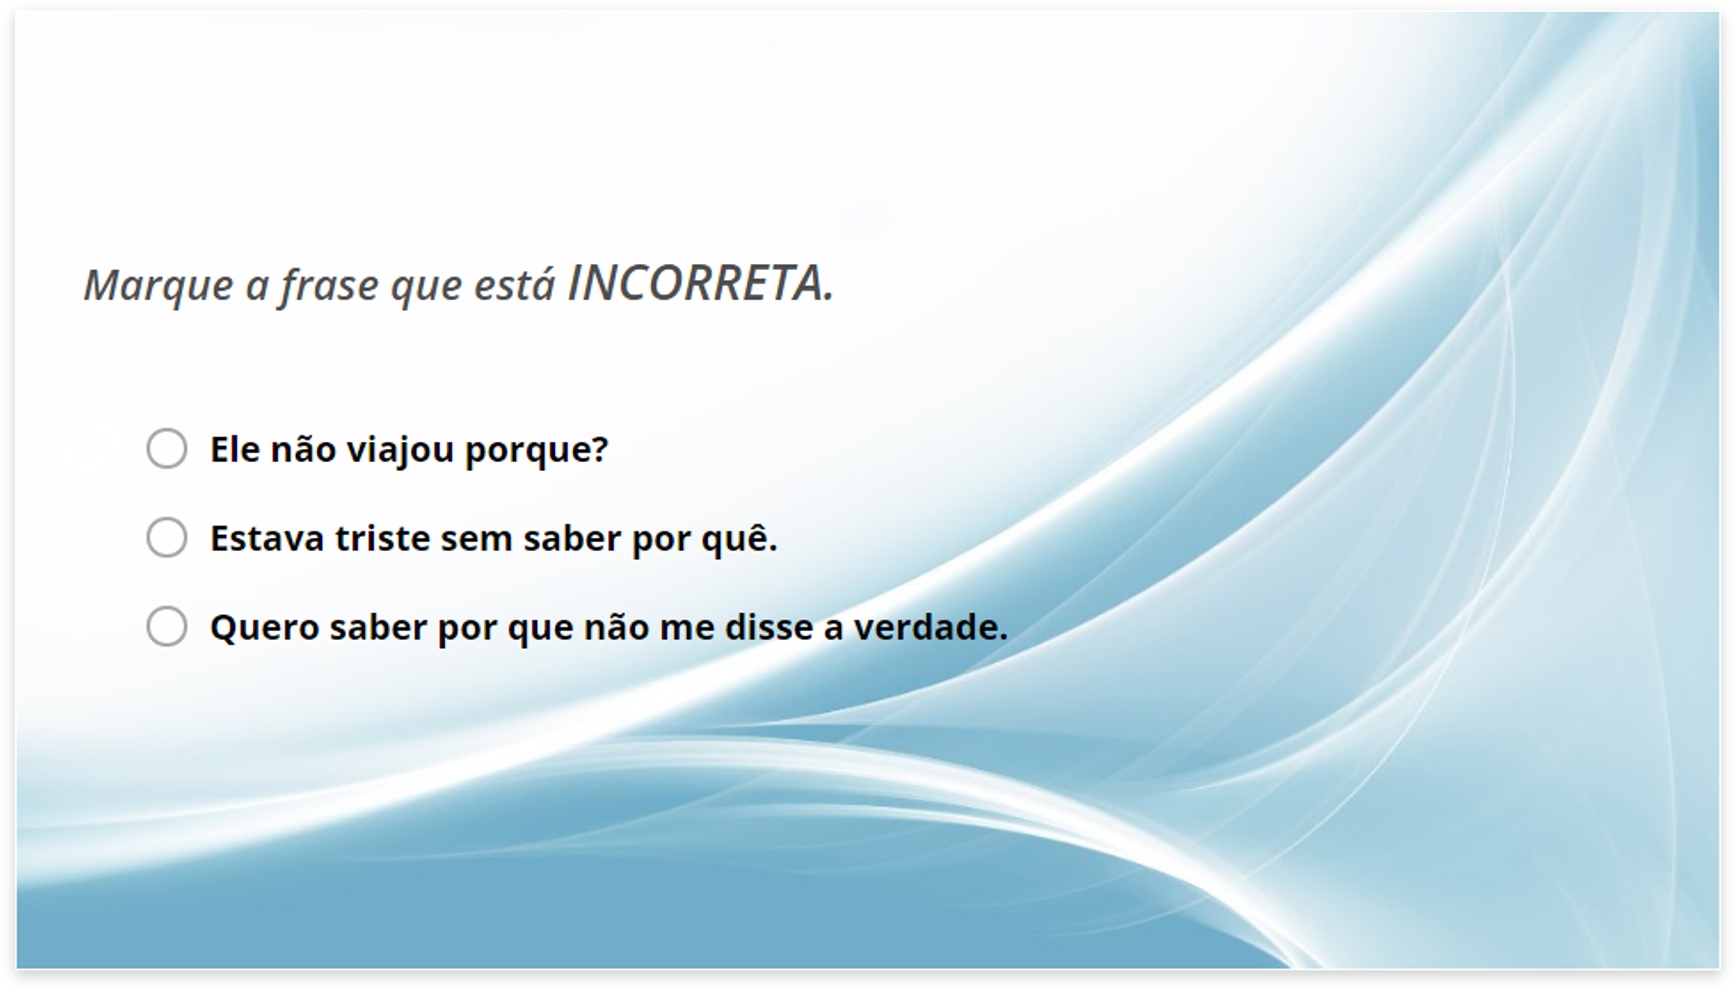 Marque a frase que está INCORRETA.
Ele não viajou porque?
Estava triste sem saber por quê.
Quero saber por que não me disse a verdade.